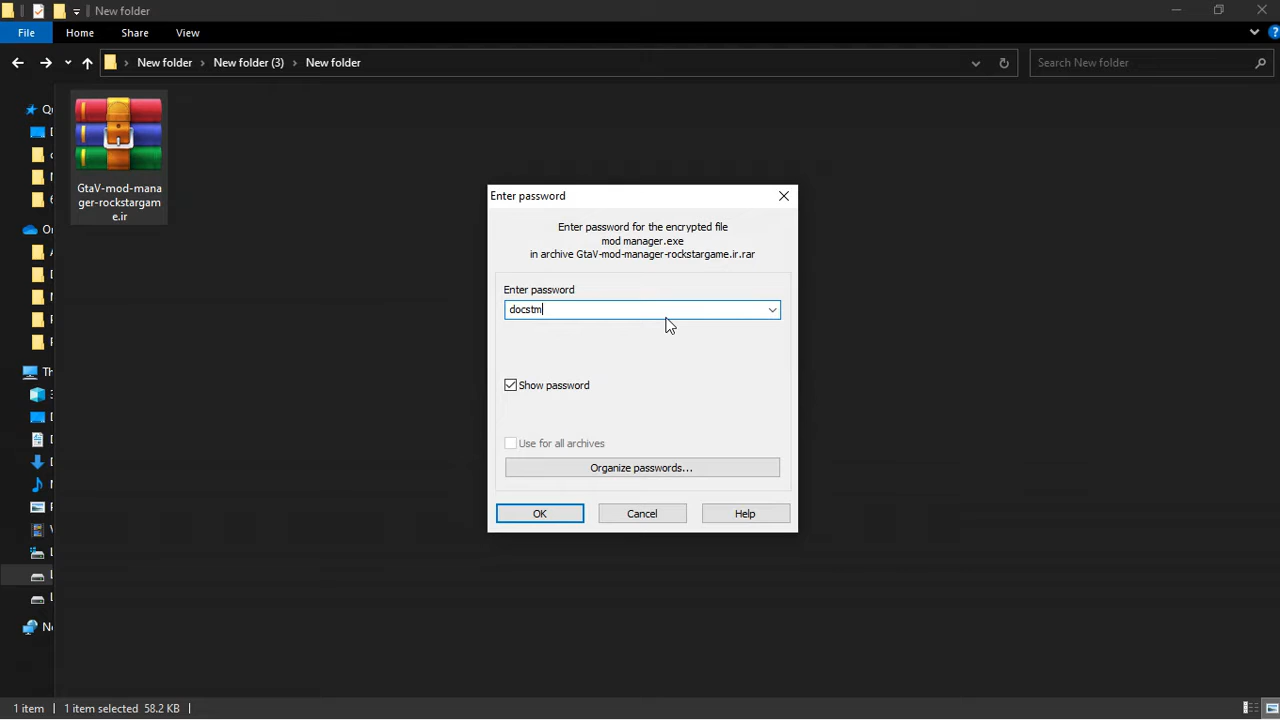 New folder
File Home Share View
New folder New folder (3) New folder Search New folder
GtaV-mod-mana
ger-rockstargam
e.ir
Enter password
Enter password for the encrypted file
mod manager.exe
in archive GtaV-mod-manager-rockstargame.ir.rar
Enter password
docstm
Show password
Use for all archives
Organize passwords...
OK Cancel Help
1 item 1 item selected 58.2 KB